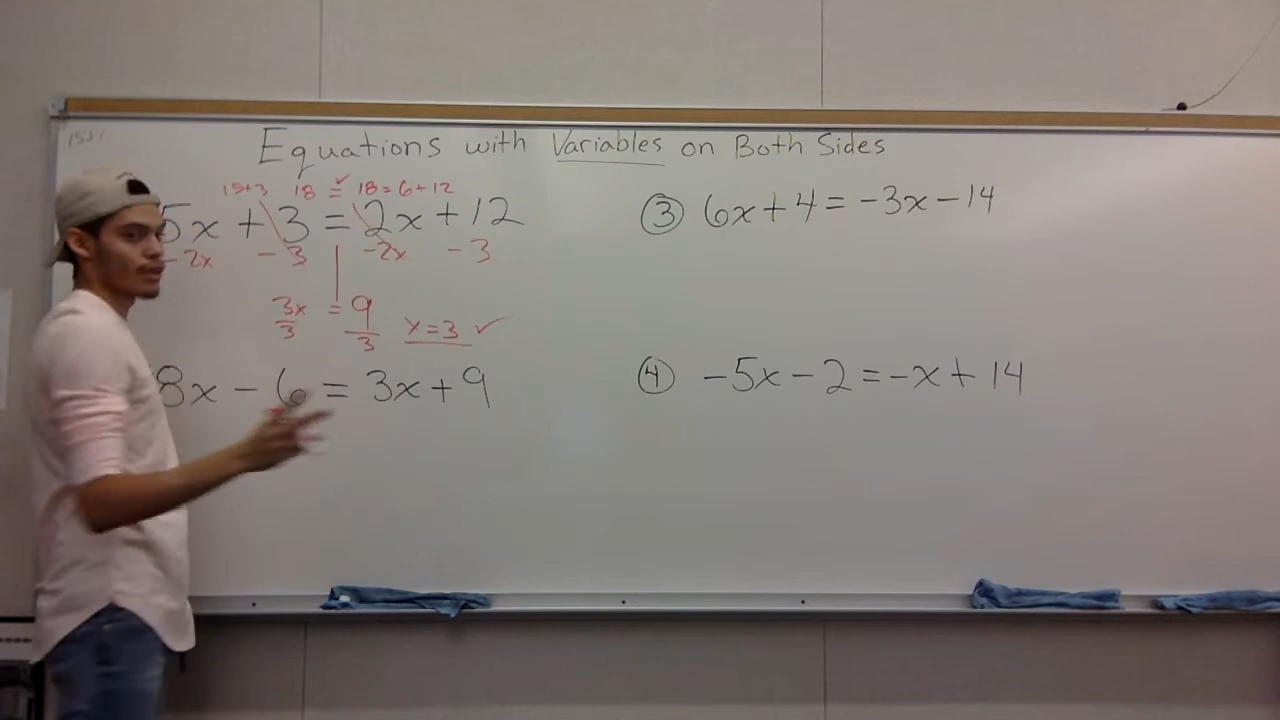 Equations with Variables on Both Sides
15+3 18 = ✓ 18 = 6+12
5x + 3 = 2x + 12
- 2x - 3 -2x - 3
3x = 9
3 3
x = 3 ✓
8x - 6 = 3x + 9
③ 6x + 4 = -3x - 14
④ -5x - 2 = -x + 14